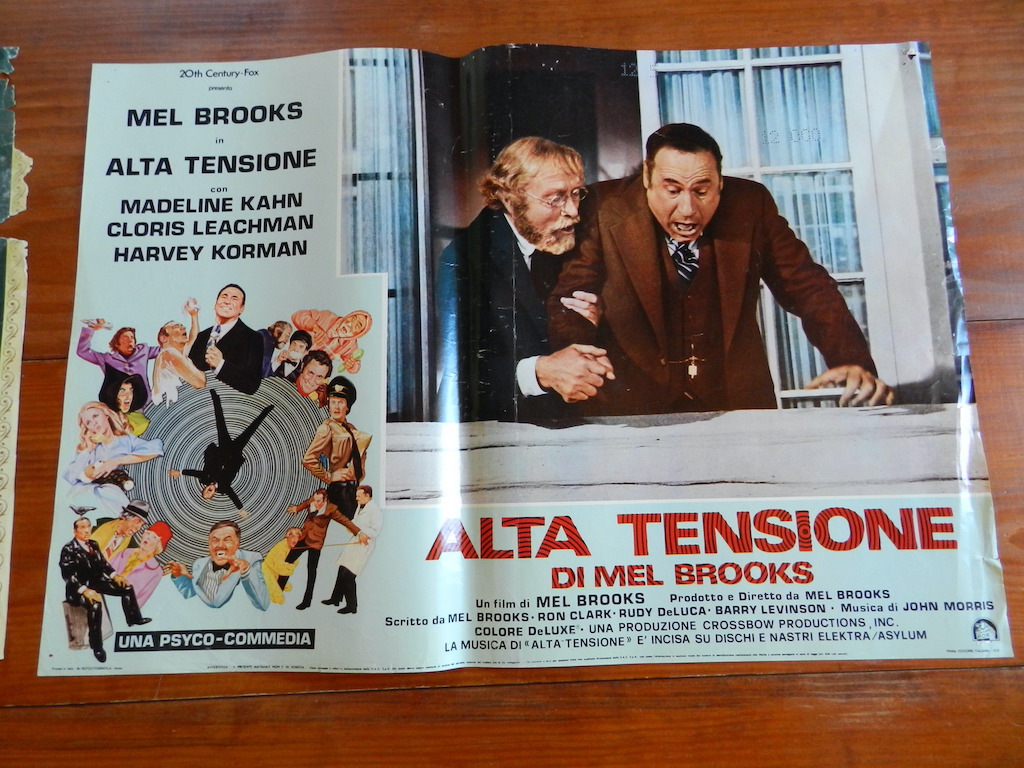 20th Century-Fox
presenta
MEL BROOKS
in
ALTA TENSIONE
con
MADELINE KAHN
CLORIS LEACHMAN
HARVEY KORMAN
12 000
UNA PSYCO-COMMEDIA
ALTA TENSIONE
DI MEL BROOKS
Un film di MEL BROOKS Prodotto e Diretto da MEL BROOKS
Scritto da MEL BROOKS · RON CLARK · RUDY DeLUCA · BARRY LEVINSON · Musica di JOHN MORRIS
COLORE DeLUXE · UNA PRODUZIONE CROSSBOW PRODUCTIONS, INC.
LA MUSICA DI «ALTA TENSIONE» E' INCISA SU DISCHI E NASTRI ELEKTRA/ASYLUM